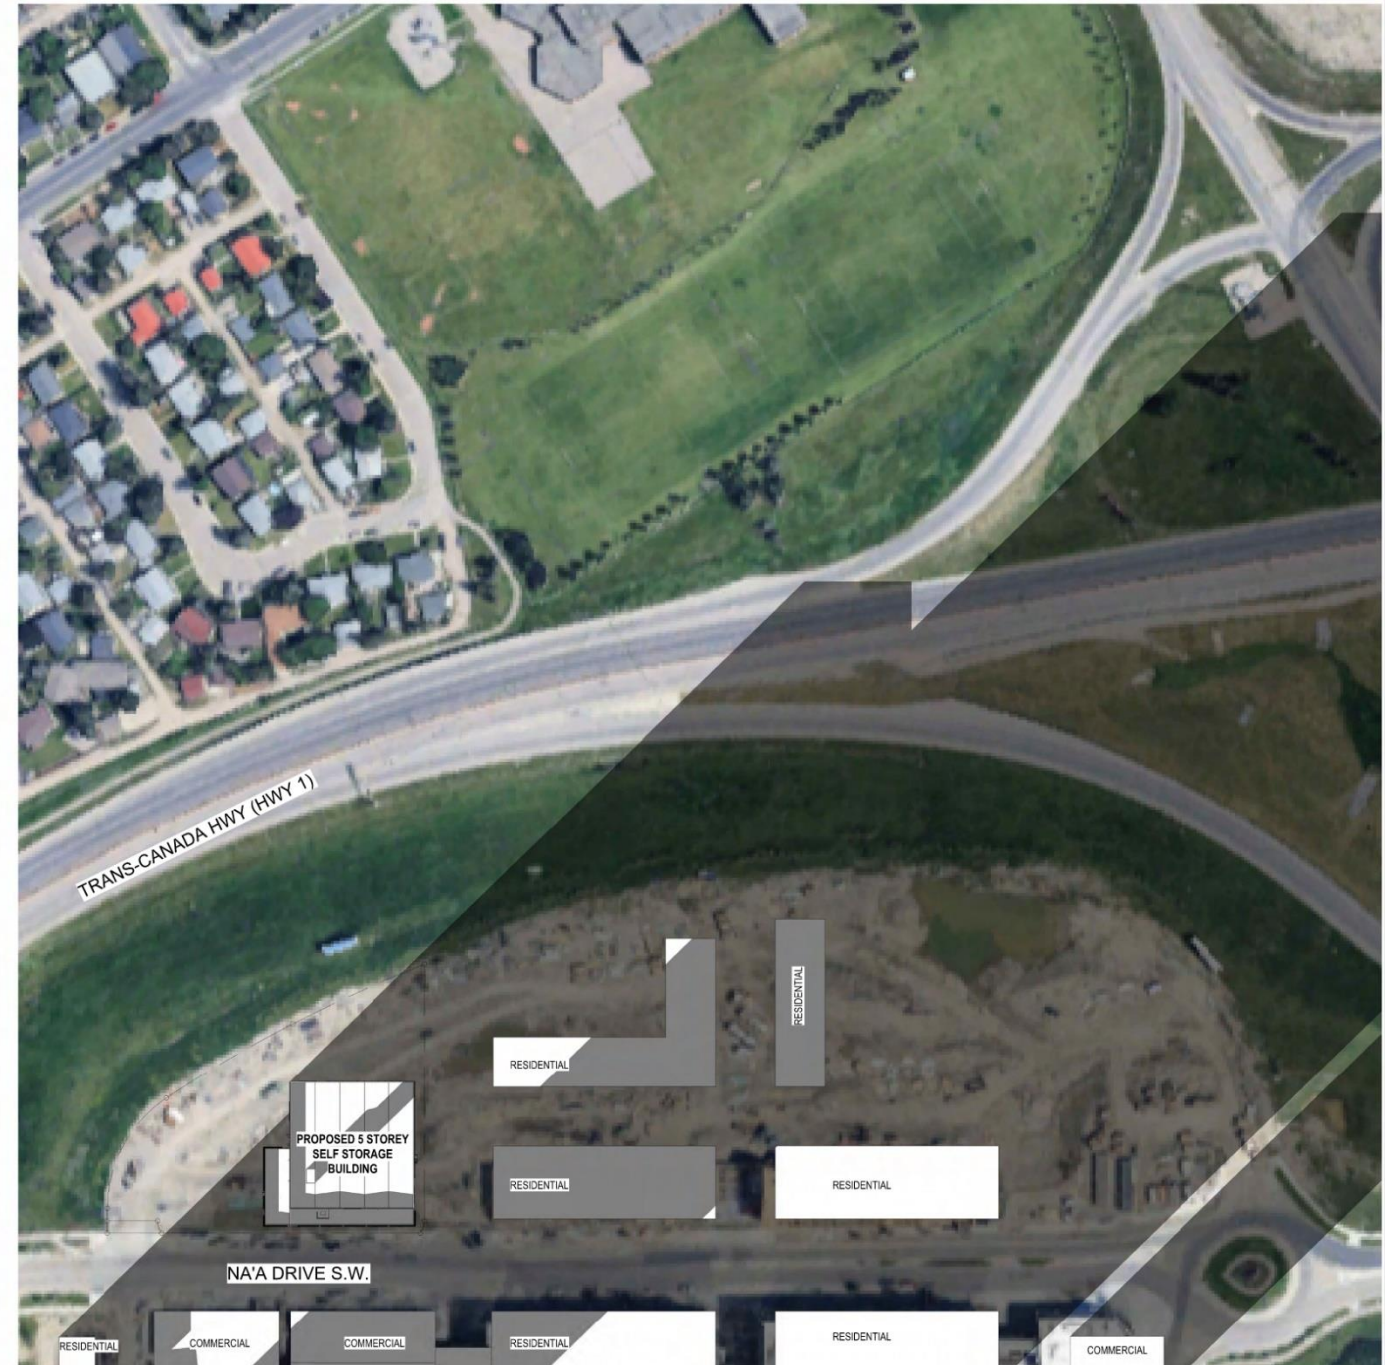 TRANS-CANADA HWY (HWY 1)
RESIDENTIAL
RESIDENTIAL
PROPOSED 5 STOREY
SELF STORAGE
BUILDING
RESIDENTIAL
RESIDENTIAL
NA'A DRIVE S.W.
RESIDENTIAL
COMMERCIAL
COMMERCIAL
RESIDENTIAL
RESIDENTIAL
COMMERCIAL